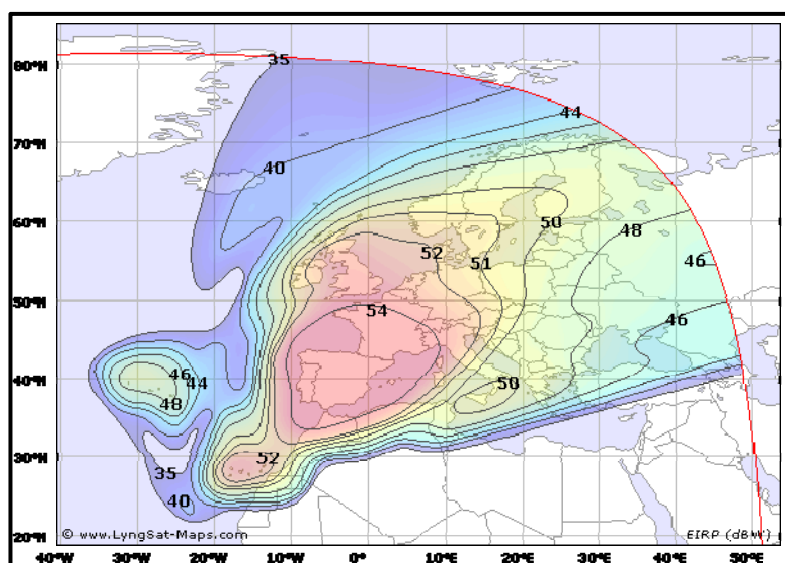 35
80°N
44
70°N
40
60°N
50
48
52
51
46
50°N
54
46
46
44
40°N
50
48
52
30°N
35
40
20°N
© www.LyngSat-Maps.com
EIRP (dBW)
40°W
30°W
20°W
10°W
0°
10°E
20°E
30°E
40°E
50°E